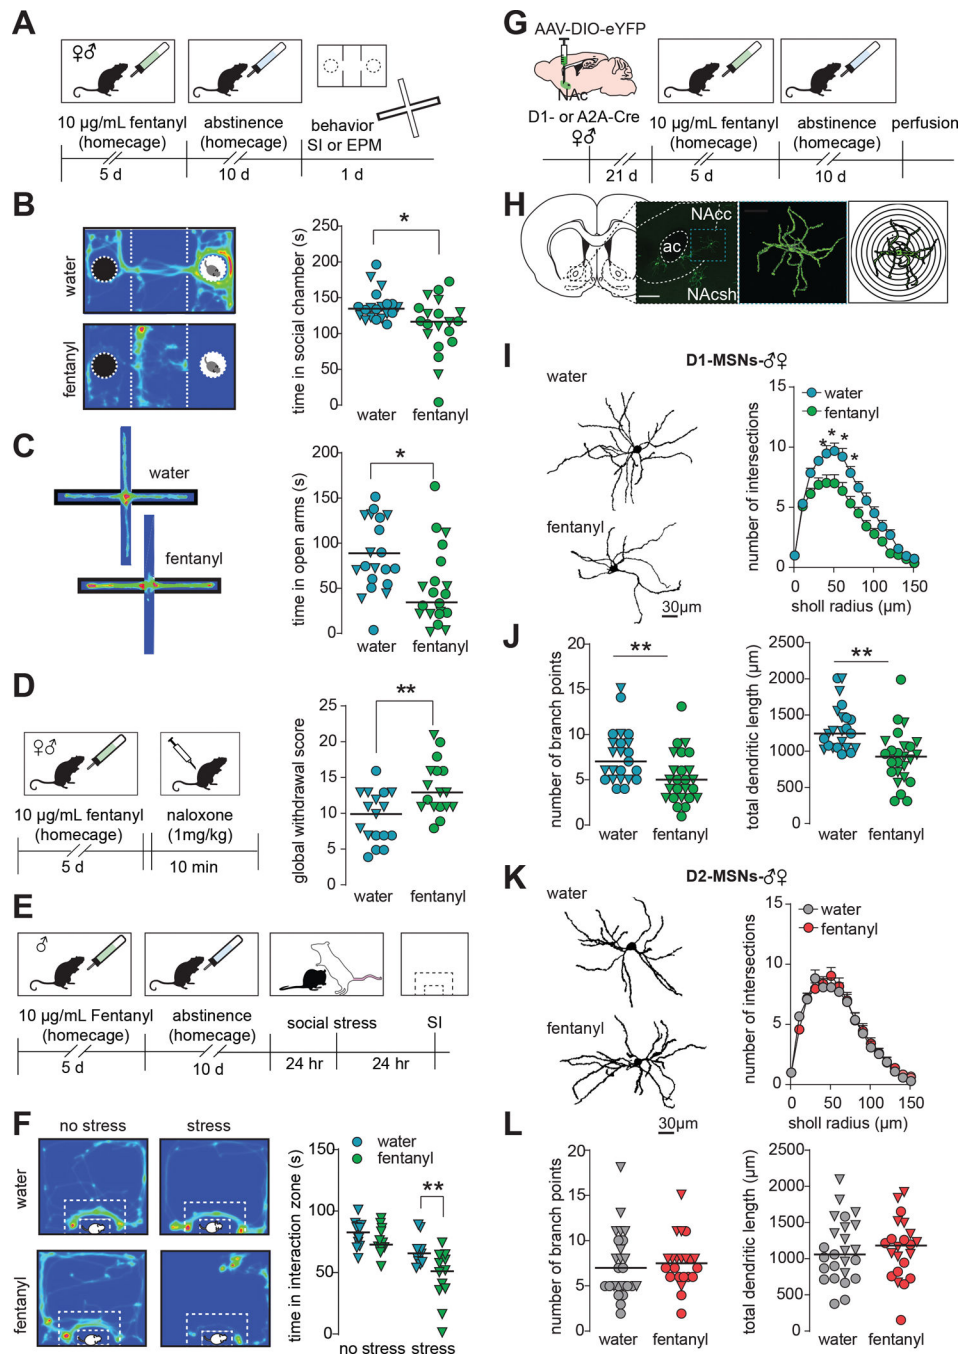 A
♀♂
10 µg/mL fentanyl
(homecage)
abstinence
(homecage)
behavior
SI or EPM
5 d
10 d
1 d
B
water
fentanyl
time in social chamber (s)
200
150
100
50
0
*
water
fentanyl
C
water
fentanyl
time in open arms (s)
200
150
100
50
0
*
water
fentanyl
D
♀♂
10 µg/mL fentanyl
(homecage)
naloxone
(1mg/kg)
5 d
10 min
global withdrawal score
25
20
15
10
5
0
**
water
fentanyl
E
♂
10 µg/mL Fentanyl
(homecage)
abstinence
(homecage)
social stress
SI
5 d
10 d
24 hr
24 hr
F
no stress
stress
water
fentanyl
time in interaction zone (s)
150
100
50
0
water
fentanyl
**
no stress
stress
G
AAV-DIO-eYFP
NAc
D1- or A2A-Cre
♀♂
10 µg/mL fentanyl
(homecage)
abstinence
(homecage)
perfusion
21 d
5 d
10 d
H
NAcc
ac
NAcsh
I
D1-MSNs-♂♀
water
fentanyl
30µm
number of intersections
15
10
5
0
water
fentanyl
* * * *
0
50
100
150
sholl radius (µm)
J
number of branch points
20
15
10
5
0
**
water
fentanyl
total dendritic length (µm)
2500
2000
1500
1000
500
0
**
water
fentanyl
K
D2-MSNs-♂♀
water
fentanyl
30µm
number of intersections
15
10
5
0
water
fentanyl
0
50
100
150
sholl radius (µm)
L
number of branch points
20
15
10
5
0
water
fentanyl
total dendritic length (µm)
2500
2000
1500
1000
500
0
water
fentanyl